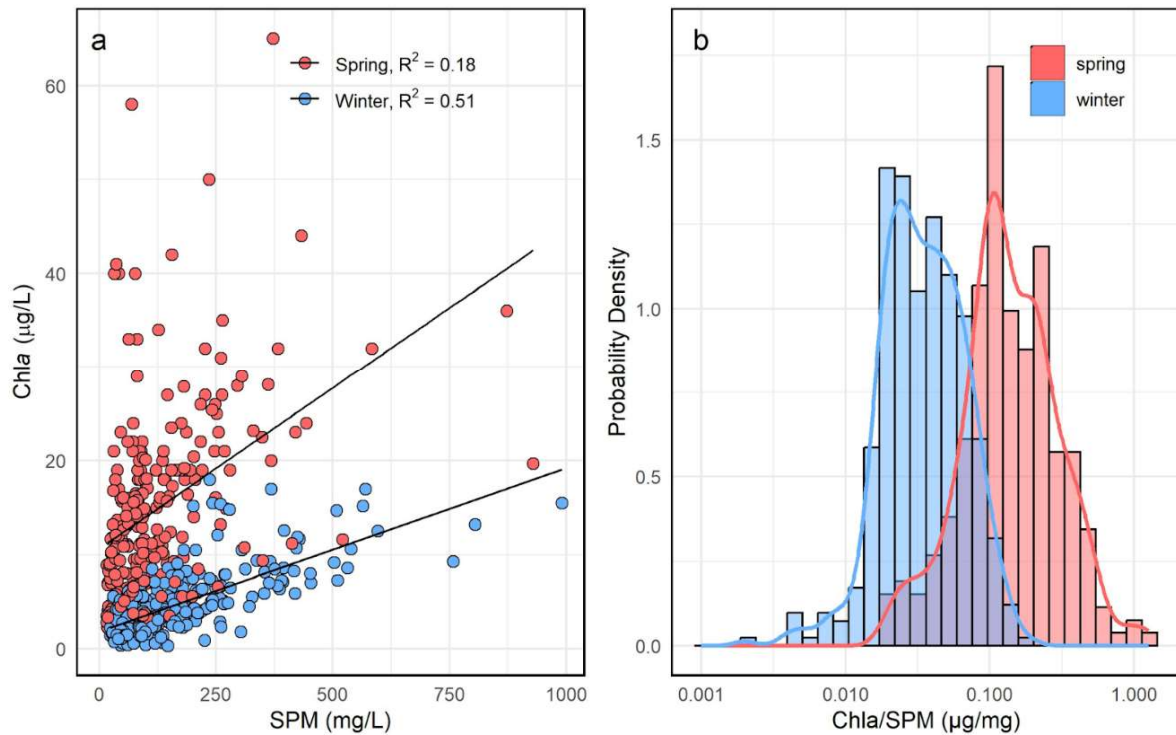 a
Spring, R² = 0.18
Winter, R² = 0.51
60
40
20
0
Chla (μg/L)
0
250
500
750
1000
SPM (mg/L)
b
spring
winter
1.5
1.0
0.5
0.0
Probability Density
0.001
0.010
0.100
1.000
Chla/SPM (μg/mg)